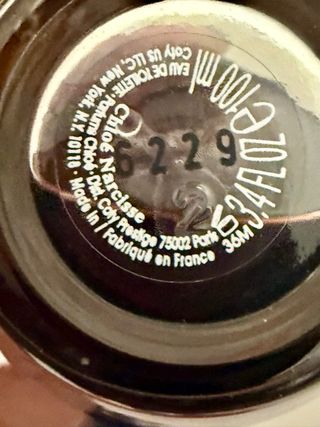 Chloé Narcisse
EAU DE TOILETTE • Parfums Chloé - Dist. Coty Prestige 75002 Paris
Coty US LLC, New York, N.Y. 10118 • Made in / Fabriqué en France
℮ 100 ml
3.4 FL OZ
36M
6229
2